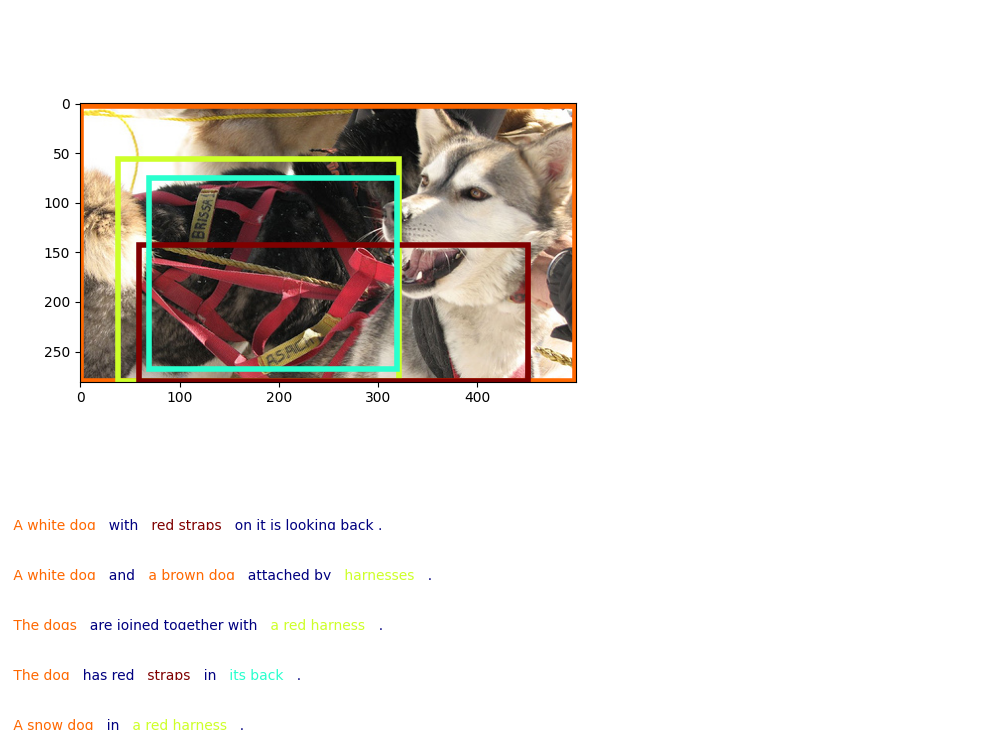 0
50
100
150
200
250
0 100 200 300 400
BRISSA
A white dog with red straps on it is looking back .
A white dog and a brown dog attached by harnesses .
The dogs are joined together with a red harness .
The dog has red straps in its back .
A snow dog in a red harness .